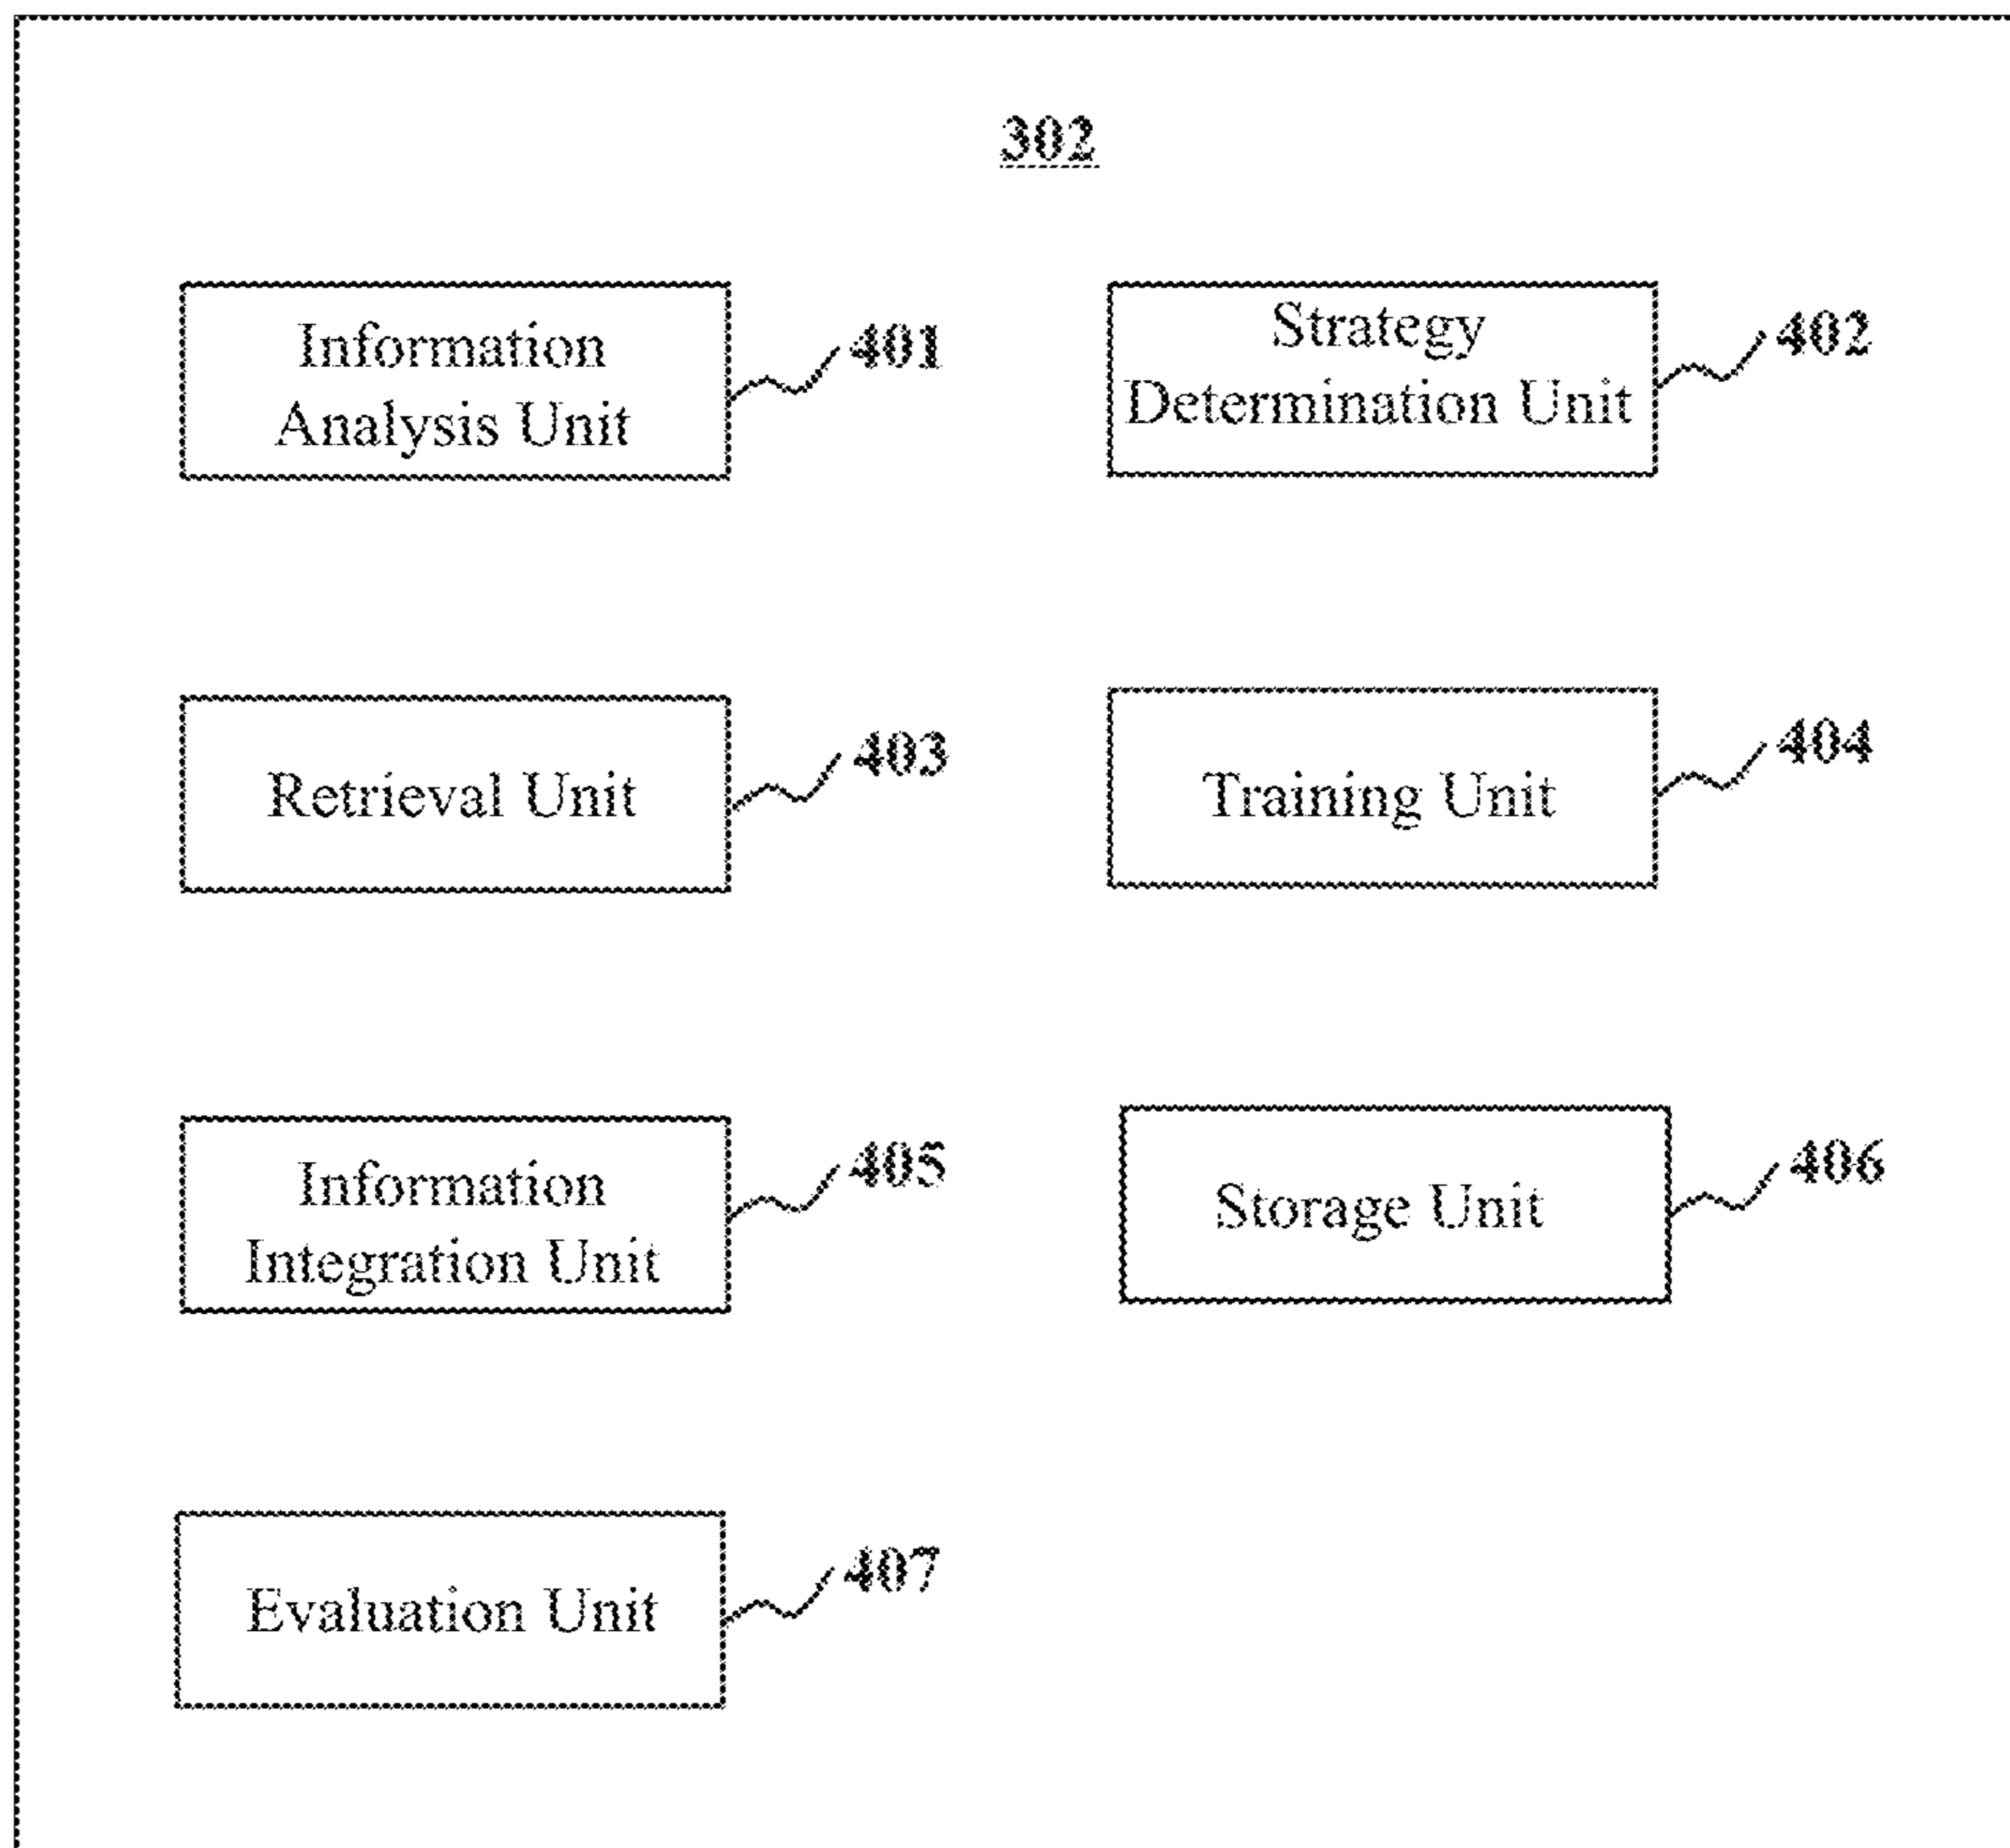 302
Information
Analysis Unit
401
Strategy
Determination Unit
402
Retrieval Unit
403
Training Unit
404
Information
Integration Unit
405
Storage Unit
406
Evaluation Unit
407